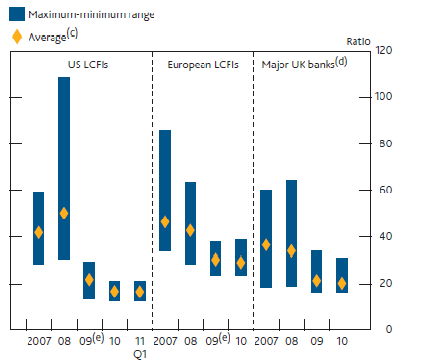 Maximum-minimum range
Average(c)
Ratio
US LCFIs European LCFIs Major UK banks(d)
120
100
80
60
40
20
0
2007 08 09(e) 10 11 2007 08 09(e) 10 2007 08 09 10
Q1